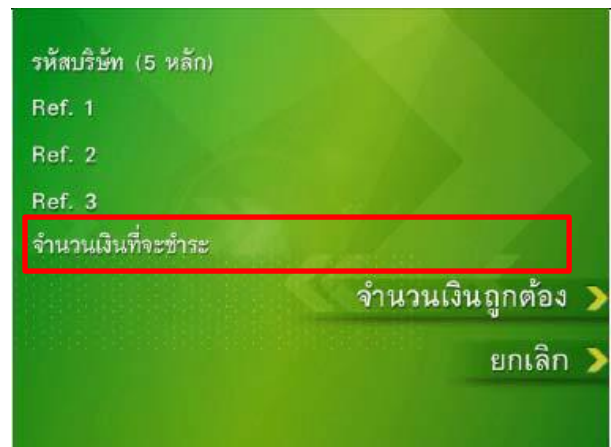 รหัสบริษัท (5 หลัก)
Ref. 1
Ref. 2
Ref. 3
จำนวนเงินที่จะชำระ
จำนวนเงินถูกต้อง
ยกเลิก